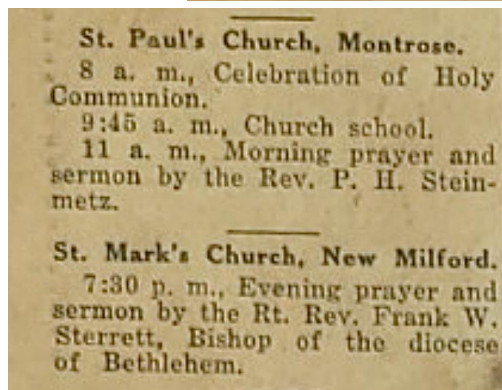 St. Paul's Church, Montrose.
8 a. m., Celebration of Holy
Communion.
9:45 a. m., Church school.
11 a. m., Morning prayer and
sermon by the Rev. P. H. Stein-
metz.
St. Mark's Church, New Milford.
7:30 p. m., Evening prayer and
sermon by the Rt. Rev. Frank W.
Sterrett, Bishop of the diocese
of Bethlehem.